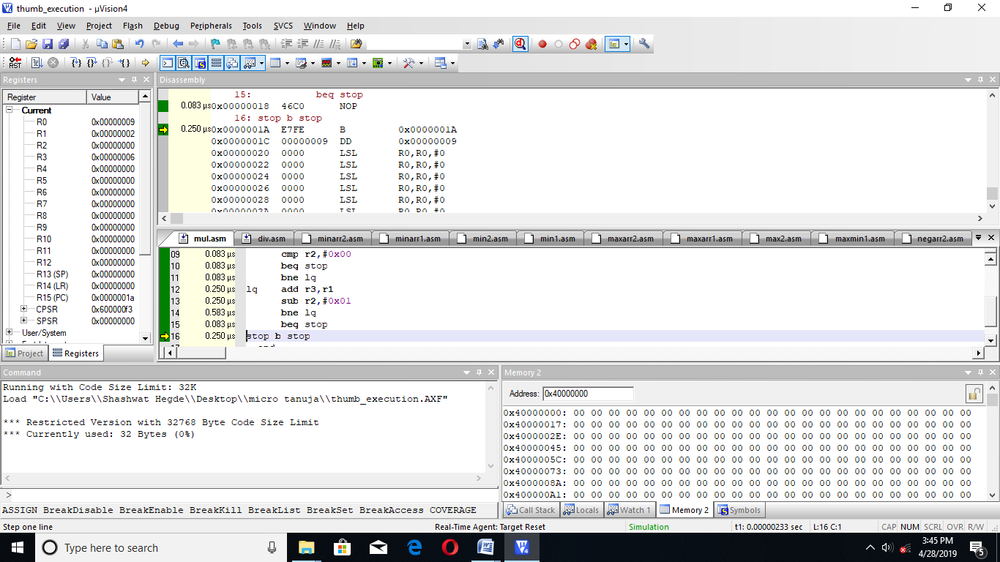 thumb_execution - µVision4
File Edit View Project Flash Debug Peripherals Tools SVCS Window Help
Registers
Register Value
Current
R0 0x00000009
R1 0x00000002
R2 0x00000000
R3 0x00000006
R4 0x00000000
R5 0x00000000
R6 0x00000000
R7 0x00000000
R8 0x00000000
R9 0x00000000
R10 0x00000000
R11 0x00000000
R12 0x00000000
R13 (SP) 0x00000000
R14 (LR) 0x00000000
R15 (PC) 0x0000001a
CPSR 0x600000f3
SPSR 0x00000000
User/System
Project Registers
Disassembly
15: beq stop
0.083 µs 0x00000018 46C0 NOP
16: stop b stop
0.250 µs 0x0000001A E7FE B 0x0000001A
0x0000001C 00000009 DD 0x00000009
0x00000020 0000 LSL R0,R0,#0
0x00000022 0000 LSL R0,R0,#0
0x00000024 0000 LSL R0,R0,#0
0x00000026 0000 LSL R0,R0,#0
0x00000028 0000 LSL R0,R0,#0
0x0000002A 0000 LSL R0,R0,#0
mul.asm div.asm minarr2.asm minarr1.asm min2.asm min1.asm maxarr2.asm maxarr1.asm max2.asm maxmin1.asm negarr2.asm
09 0.083 µs cmp r2,#0x00
10 0.083 µs beq stop
11 0.083 µs bne lq
12 0.250 µs lq add r3,r1
13 0.250 µs sub r2,#0x01
14 0.583 µs bne lq
15 0.083 µs beq stop
16 0.250 µs stop b stop
Command
Running with Code Size Limit: 32K
Load "C:\\Users\\Shashwat Hegde\\Desktop\\micro tanuja\\thumb_execution.AXF"
*** Restricted Version with 32768 Byte Code Size Limit
*** Currently used: 32 Bytes (0%)
>
ASSIGN BreakDisable BreakEnable BreakKill BreakList BreakSet BreakAccess COVERAGE
Memory 2
Address: 0x40000000
0x40000000: 00 00 00 00 00 00 00 00 00 00 00 00 00 00 00 00 00 00 00 00 00 00 00
0x40000017: 00 00 00 00 00 00 00 00 00 00 00 00 00 00 00 00 00 00 00 00 00 00 00
0x4000002E: 00 00 00 00 00 00 00 00 00 00 00 00 00 00 00 00 00 00 00 00 00 00 00
0x40000045: 00 00 00 00 00 00 00 00 00 00 00 00 00 00 00 00 00 00 00 00 00 00 00
0x4000005C: 00 00 00 00 00 00 00 00 00 00 00 00 00 00 00 00 00 00 00 00 00 00 00
0x40000073: 00 00 00 00 00 00 00 00 00 00 00 00 00 00 00 00 00 00 00 00 00 00 00
0x4000008A: 00 00 00 00 00 00 00 00 00 00 00 00 00 00 00 00 00 00 00 00 00 00 00
0x400000A1: 00 00 00 00 00 00 00 00 00 00 00 00 00 00 00 00 00 00 00 00 00 00 00
Call Stack Locals Watch 1 Memory 2 Symbols
Step one line Real-Time Agent: Target Reset Simulation t1: 0.00000233 sec L:16 C:1 CAP NUM SCRL OVR R/W
Type here to search
3:45 PM
4/28/2019
5